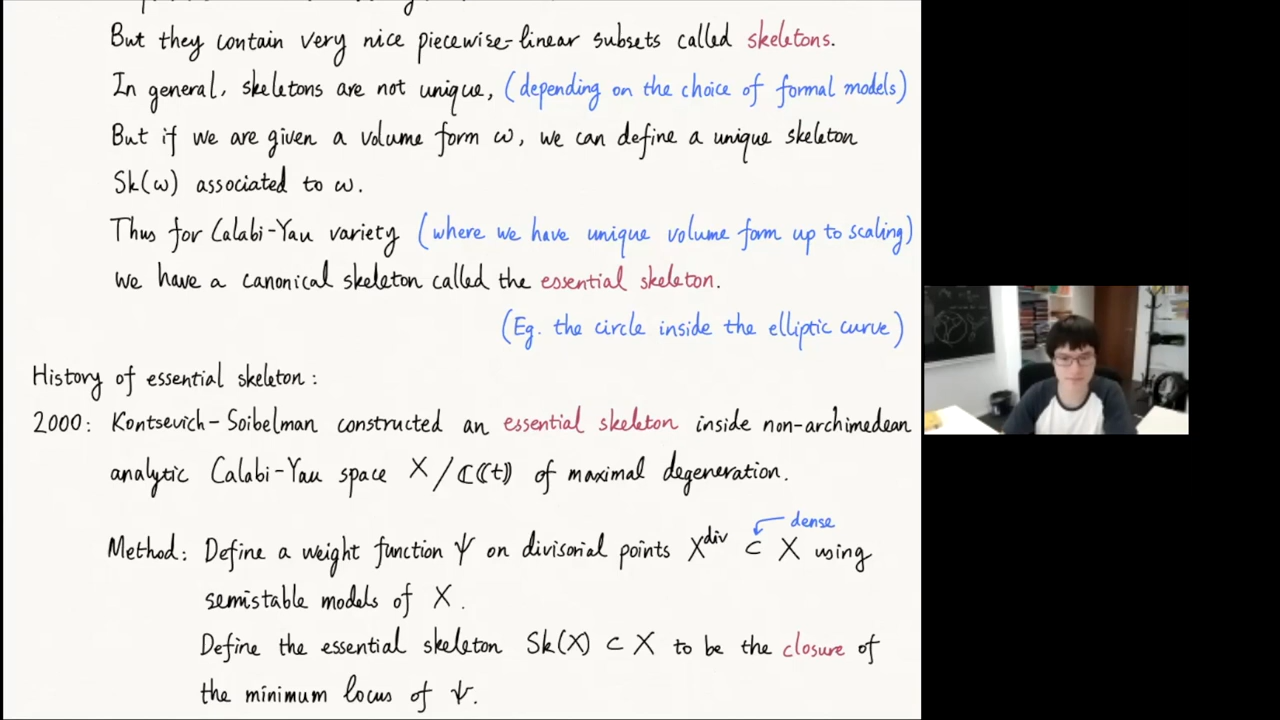 But they contain very nice piecewise-linear subsets called skeletons.
In general, skeletons are not unique, (depending on the choice of formal models)
But if we are given a volume form ω, we can define a unique skeleton
Sk(ω) associated to ω.
Thus for Calabi-Yau variety (where we have unique volume form up to scaling)
we have a canonical skeleton called the essential skeleton.
(Eg. the circle inside the elliptic curve)
History of essential skeleton:
2000: Kontsevich-Soibelman constructed an essential skeleton inside non-archimedean
analytic Calabi-Yau space X/ℂ((t)) of maximal degeneration.
dense
Method: Define a weight function Ψ on divisorial points X^div ⊂ X using
semistable models of X.
Define the essential skeleton Sk(X) ⊂ X to be the closure of
the minimum locus of Ψ.